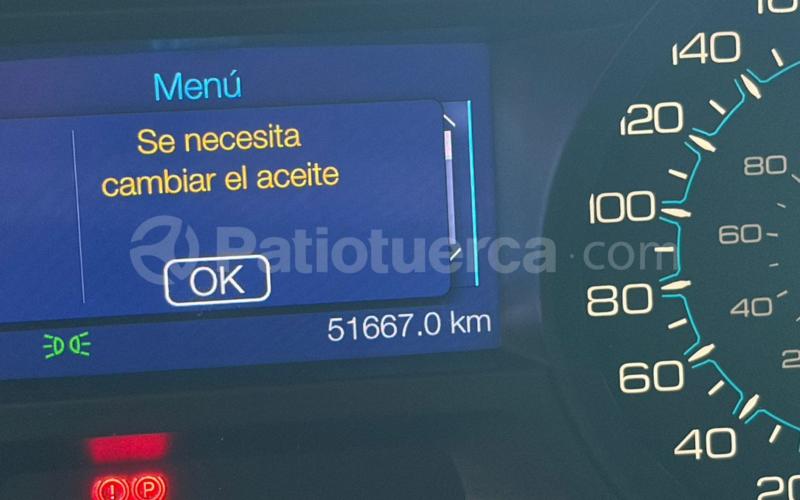 Menú
Se necesita
cambiar el aceite
OK
51667.0 km
Patiotuerca.com
140
120
100
80
60
40
20
80
60
40
! P